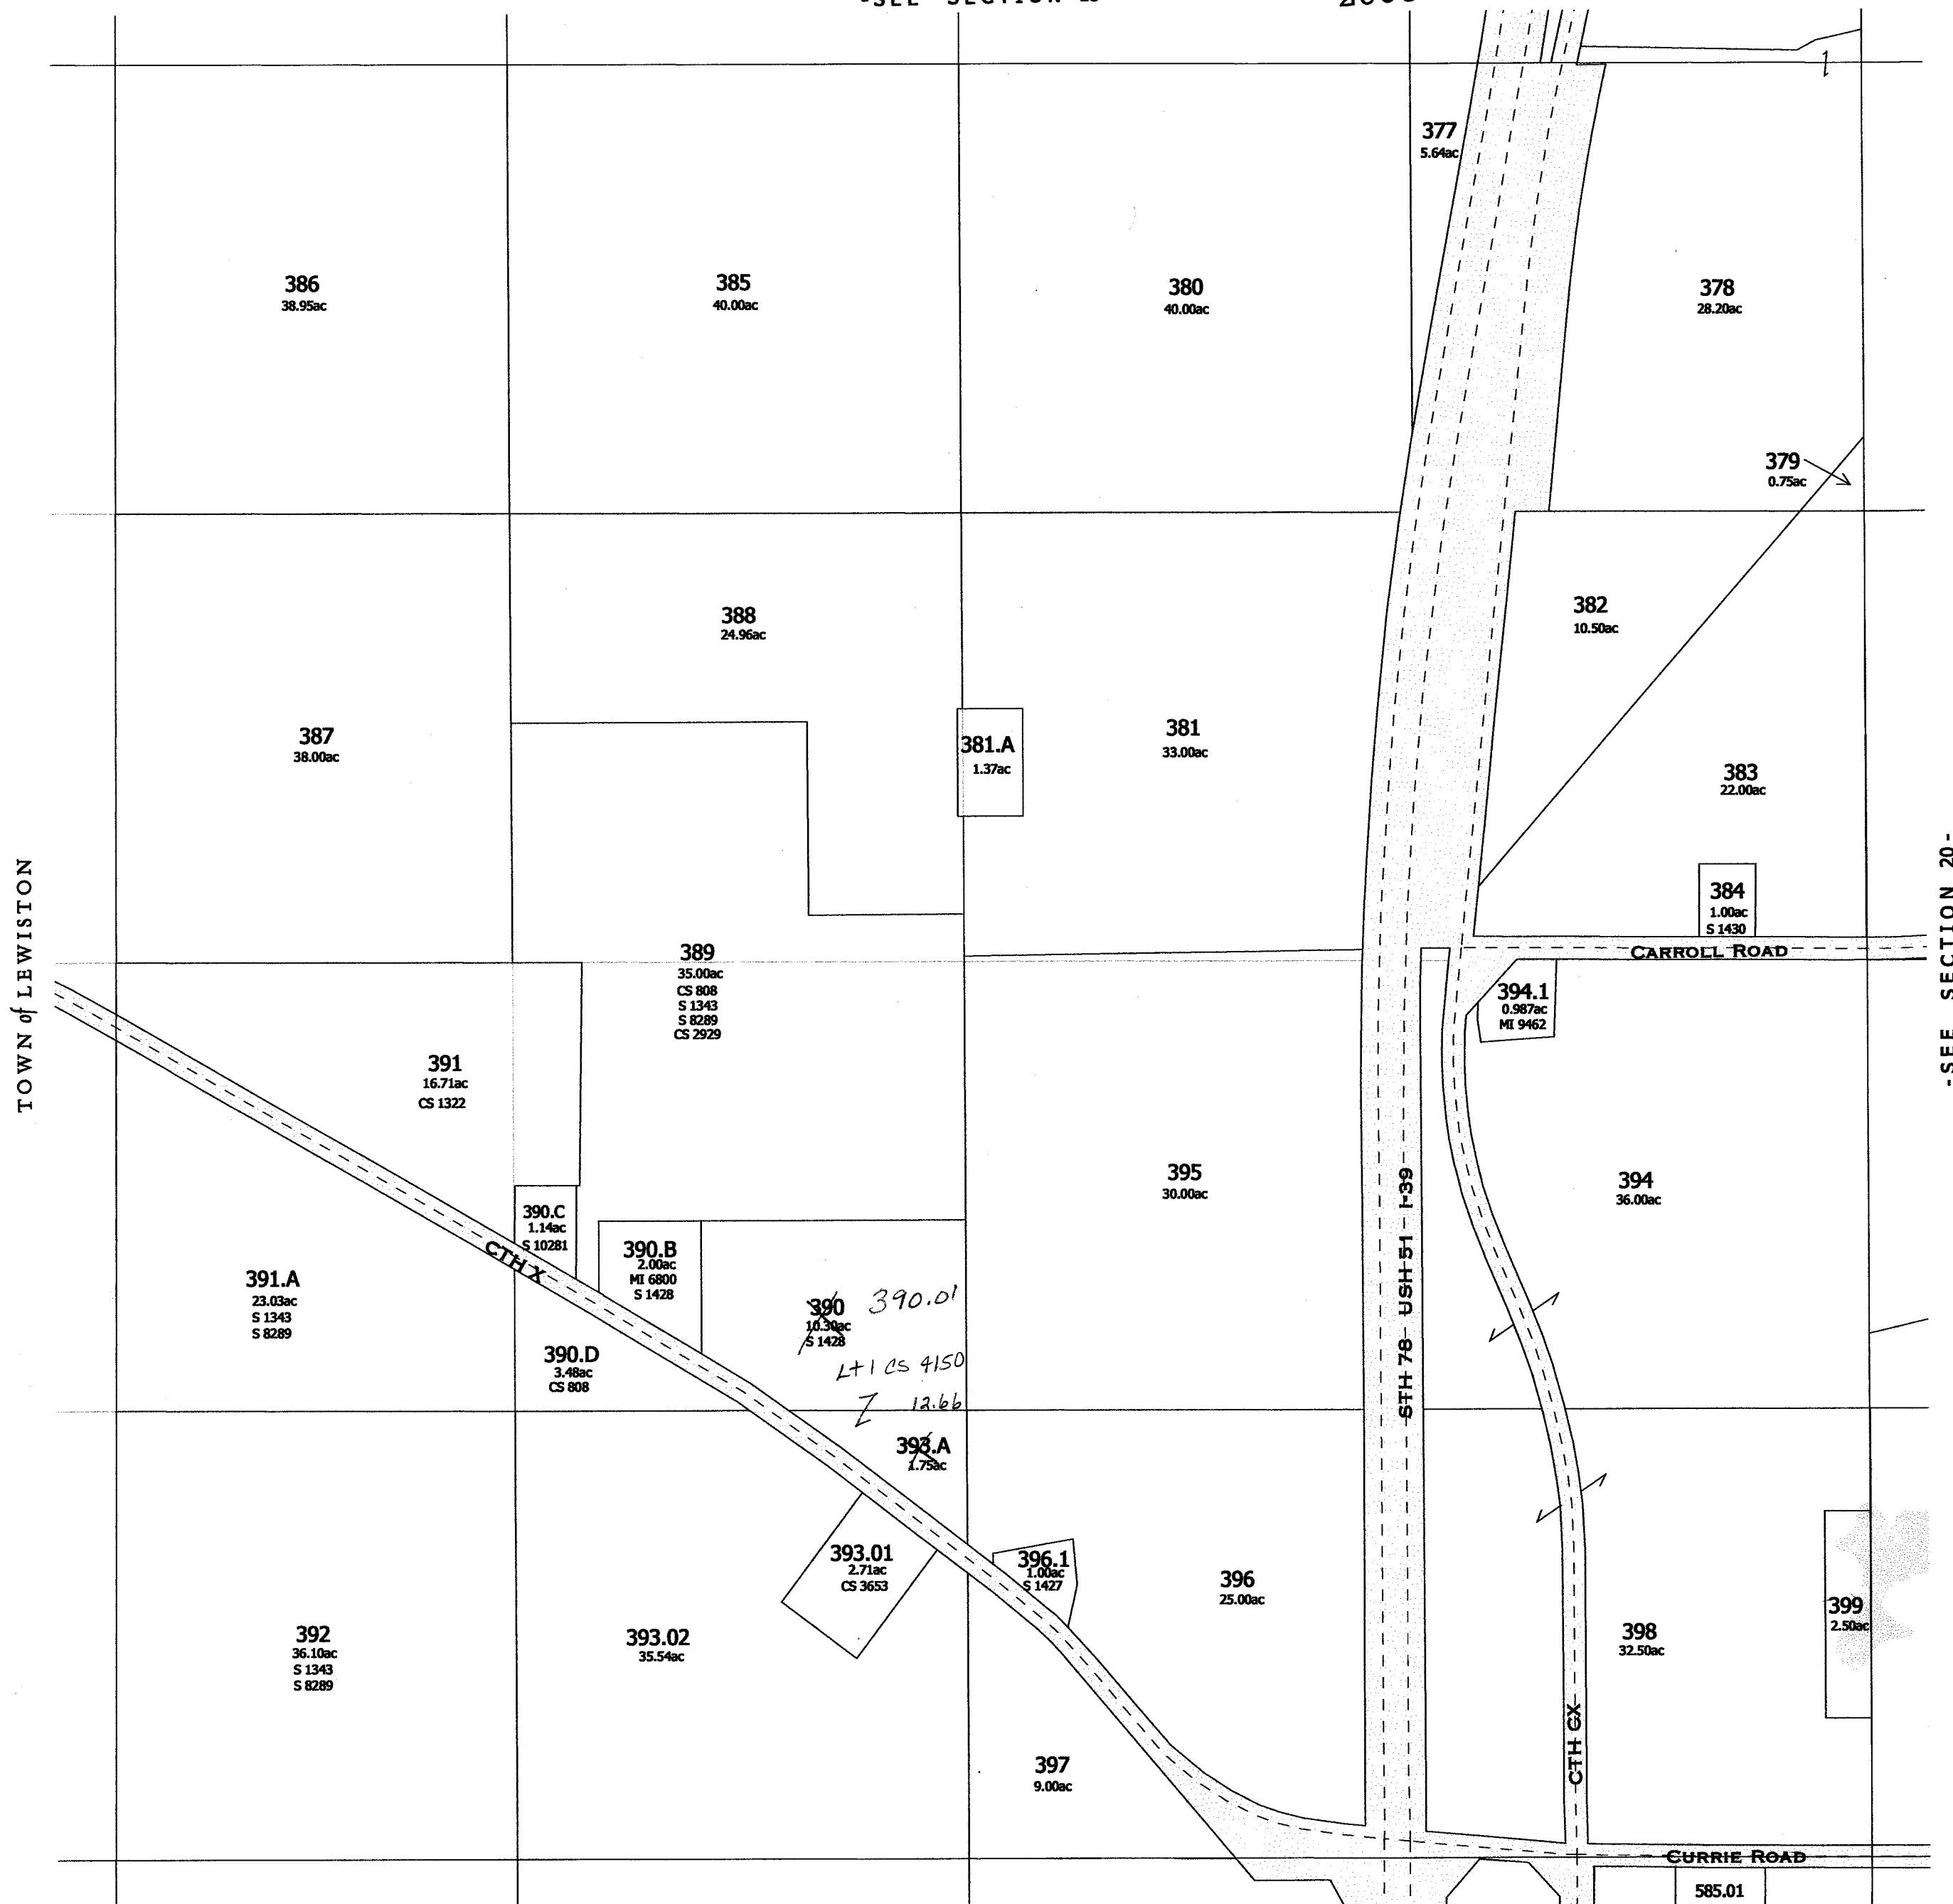 -SEE SECTION
377
5.64ac
386
38.95ac
385
40.00ac
380
40.00ac
378
28.20ac
379
0.75ac
388
24.96ac
382
10.50ac
387
38.00ac
381.A
1.37ac
381
33.00ac
383
22.00ac
384
1.00ac
S 1430
TOWN of LEWISTON
-SEE SECTION 20-
CARROLL ROAD
389
35.00ac
CS 808
S 1343
S 8289
CS 2929
394.1
0.987ac
MI 9462
391
16.71ac
CS 1322
395
30.00ac
394
36.00ac
STH 78 USH 51 I-39
390.C
1.14ac
S 10281
CTH X
390.B
2.00ac
MI 6800
S 1428
391.A
23.03ac
S 1343
S 8289
390
10.30ac
S 1428
390.01
Lt 1 CS 4150
Z 12.66
390.D
3.48ac
CS 808
393.A
1.75ac
393.01
2.71ac
CS 3653
396.1
1.00ac
S 1427
396
25.00ac
399
2.50ac
392
36.10ac
S 1343
S 8289
393.02
35.54ac
398
32.50ac
397
9.00ac
CTH CX
CURRIE ROAD
585.01